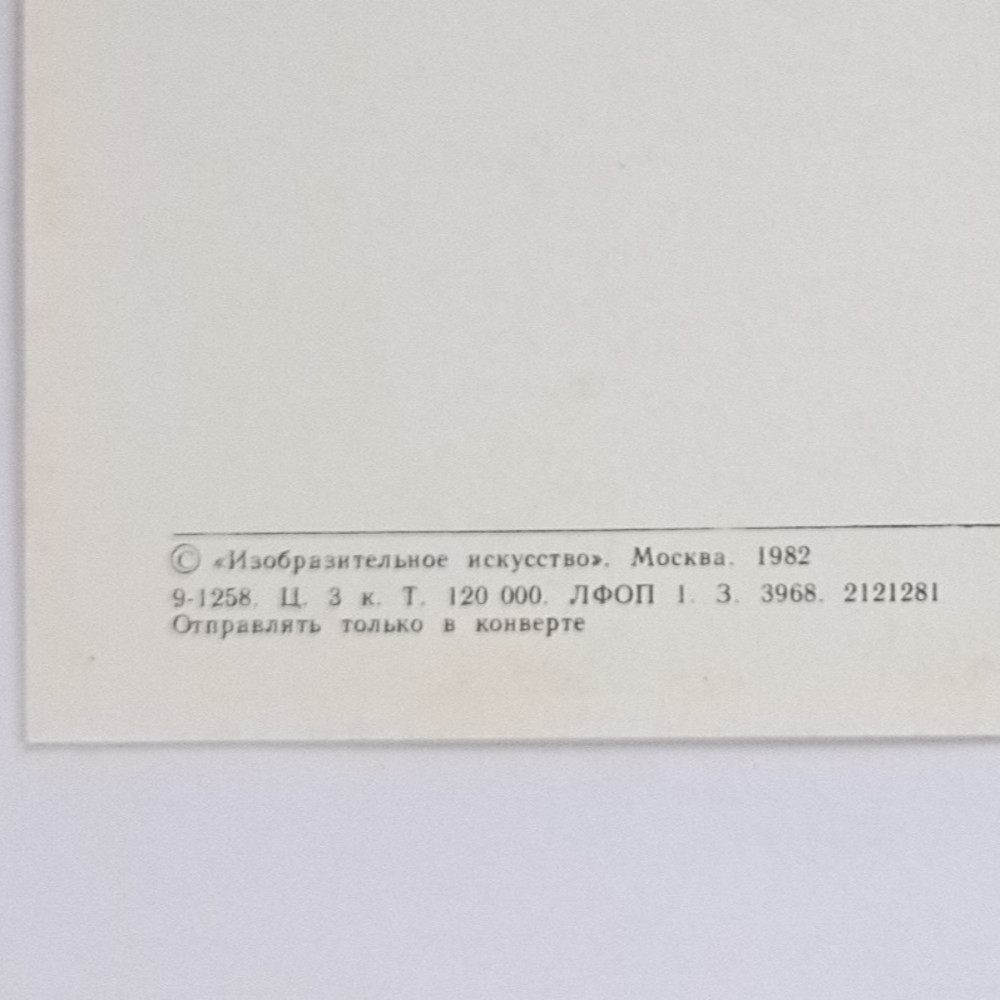 © «Изобразительное искусство». Москва. 1982
9-1258. Ц. 3 к. Т. 120 000. ЛФОП 1. З. 3968. 2121281
Отправлять только в конверте